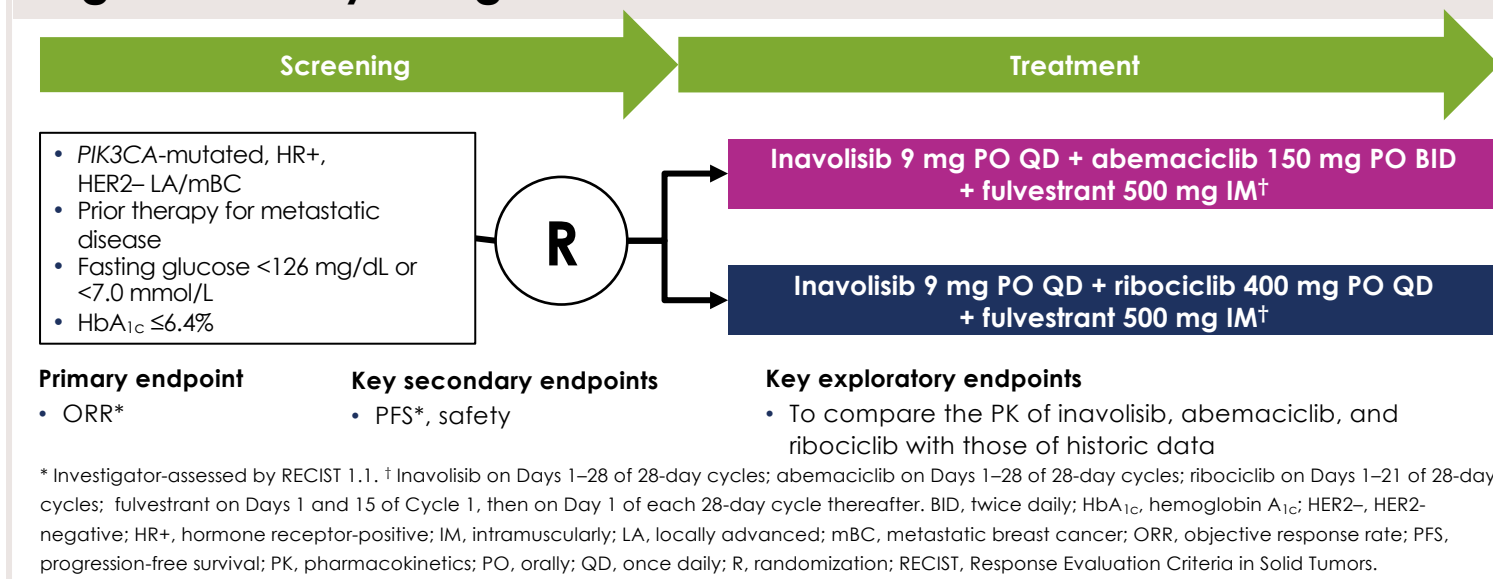 Screening
Treatment
• PIK3CA-mutated, HR+,
HER2– LA/mBC
• Prior therapy for metastatic
disease
• Fasting glucose <126 mg/dL or
<7.0 mmol/L
• HbA1c ≤6.4%
R
Inavolisib 9 mg PO QD + abemaciclib 150 mg PO BID
+ fulvestrant 500 mg IM†
Inavolisib 9 mg PO QD + ribociclib 400 mg PO QD
+ fulvestrant 500 mg IM†
Primary endpoint
• ORR*
Key secondary endpoints
• PFS*, safety
Key exploratory endpoints
• To compare the PK of inavolisib, abemaciclib, and
ribociclib with those of historic data
* Investigator-assessed by RECIST 1.1. † Inavolisib on Days 1–28 of 28-day cycles; abemaciclib on Days 1–28 of 28-day cycles; ribociclib on Days 1–21 of 28-day
cycles; fulvestrant on Days 1 and 15 of Cycle 1, then on Day 1 of each 28-day cycle thereafter. BID, twice daily; HbA1c, hemoglobin A1c; HER2–, HER2-
negative; HR+, hormone receptor-positive; IM, intramuscularly; LA, locally advanced; mBC, metastatic breast cancer; ORR, objective response rate; PFS,
progression-free survival; PK, pharmacokinetics; PO, orally; QD, once daily; R, randomization; RECIST, Response Evaluation Criteria in Solid Tumors.